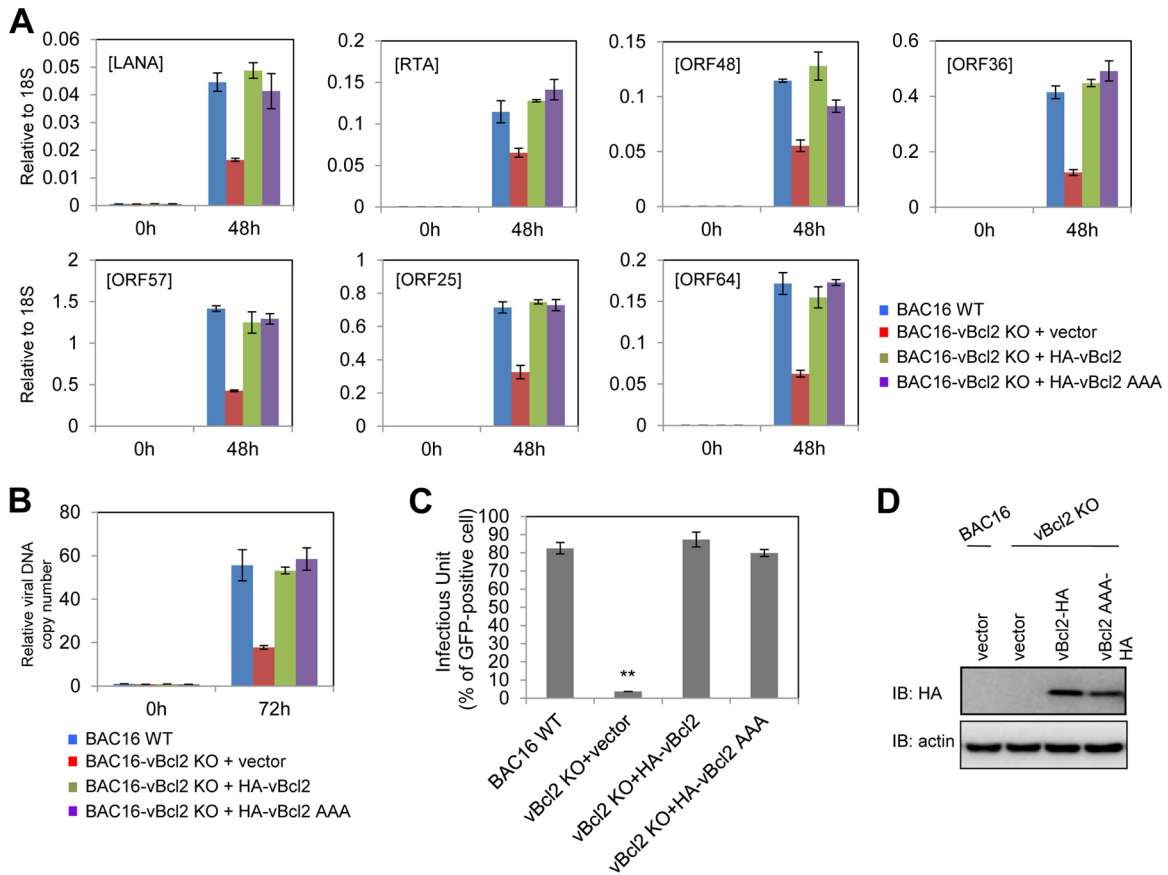 A
[LANA]
Relative to 18S
0.06
0.05
0.04
0.03
0.02
0.01
0
0h
48h
[RTA]
0.2
0.15
0.1
0.05
0
0h
48h
[ORF48]
0.15
0.1
0.05
0
0h
48h
[ORF36]
0.6
0.4
0.2
0
0h
48h
[ORF57]
Relative to 18S
2
1.5
1
0.5
0
0h
48h
[ORF25]
1
0.8
0.6
0.4
0.2
0
0h
48h
[ORF64]
0.2
0.15
0.1
0.05
0
0h
48h
BAC16 WT
BAC16-vBcl2 KO + vector
BAC16-vBcl2 KO + HA-vBcl2
BAC16-vBcl2 KO + HA-vBcl2 AAA
B
Relative viral DNA
copy number
80
60
40
20
0
0h
72h
BAC16 WT
BAC16-vBcl2 KO + vector
BAC16-vBcl2 KO + HA-vBcl2
BAC16-vBcl2 KO + HA-vBcl2 AAA
C
Infectious Unit
(% of GFP-positive cell)
100
90
80
70
60
50
40
30
20
10
0
**
BAC16 WT
vBcl2 KO+vector
vBcl2 KO+HA-vBcl2
vBcl2 KO+HA-vBcl2 AAA
D
BAC16
vBcl2 KO
vector
vector
vBcl2-HA
vBcl2 AAA-
HA
IB: HA
IB: actin